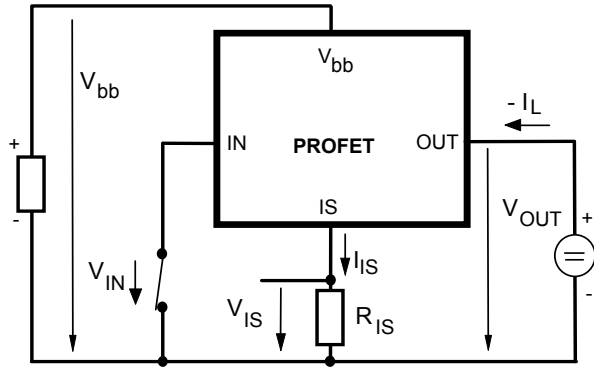 Vbb
Vbb
- IL
IN
PROFET
OUT
IS
+
-
VIN
IIS
VIS
RIS
VOUT
+
-